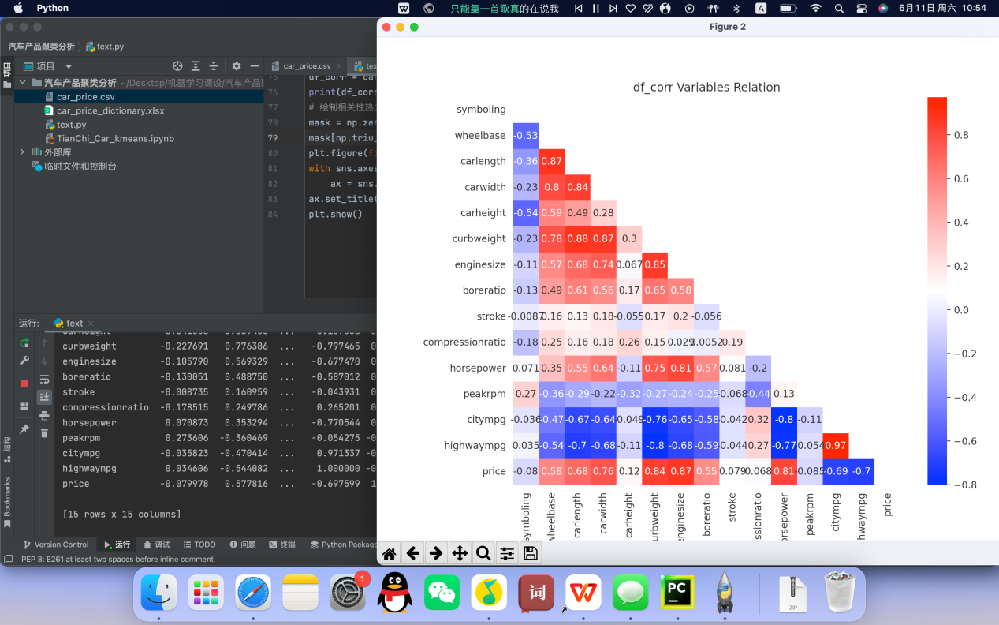 Python
只能靠一首歌真的在说我
A
6月11日 周六 10:54
汽车产品聚类分析
text.py
项目
car_price.csv
项目
汽车产品聚类分析 ~/Desktop/机器学习课设/汽车产品
car_price.csv
car_price_dictionary.xlsx
text.py
TianChi_Car_kmeans.ipynb
外部库
临时文件和控制台
75
76 print(df_corr
77 # 绘制相关性热
78 mask = np.zer
79 mask[np.triu_
80 plt.figure(
81 with sns.axes
82 ax = sns.
83 ax.set_title(
84 plt.show()
运行: text
curbweight -0.227691 0.776386 ... -0.797465 0
enginesize -0.105790 0.569329 ... -0.677470 0
boreratio -0.130051 0.488750 ... -0.587012 0
stroke -0.008735 0.160959 ... -0.043931 0
compressionratio -0.178515 0.249786 ... 0.265201 0
horsepower 0.070873 0.353294 ... -0.770544 0
peakrpm 0.273606 -0.360469 ... -0.054275 -0
citympg -0.035823 -0.470414 ... 0.971337 -0
highwaympg 0.034606 -0.544082 ... 1.000000 -0
price -0.079978 0.577816 ... -0.697599 1
[15 rows x 15 columns]
结构
Bookmarks
Version Control 运行 调试 TODO 问题 终端 Python Package
PEP 8: E261 at least two spaces before inline comment
Figure 2
df_corr Variables Relation
symboling
wheelbase -0.53
carlength -0.36 0.87
carwidth -0.23 0.8 0.84
carheight -0.54 0.59 0.49 0.28
curbweight -0.23 0.78 0.88 0.87 0.3
enginesize -0.11 0.57 0.68 0.74 0.067 0.85
boreratio -0.13 0.49 0.61 0.56 0.17 0.65 0.58
stroke -0.0087 0.16 0.13 0.18 -0.055 0.17 0.2 -0.056
compressionratio -0.18 0.25 0.16 0.18 0.26 0.15 0.029 0.0052 0.19
horsepower 0.071 0.35 0.55 0.64 -0.11 0.75 0.81 0.57 0.081 -0.2
peakrpm 0.27 -0.36 -0.29 -0.22 -0.32 -0.27 -0.24 -0.25 -0.068 -0.44 0.13
citympg -0.036 -0.47 -0.67 -0.64 -0.049 -0.76 -0.65 -0.58 -0.042 0.32 -0.8 -0.11
highwaympg 0.035 -0.54 -0.7 -0.68 -0.11 -0.8 -0.68 -0.59 -0.044 0.27 -0.77 -0.054 0.97
price -0.08 0.58 0.68 0.76 0.12 0.84 0.87 0.55 0.079 0.068 0.81 -0.085 -0.69 -0.7
symboling
wheelbase
carlength
carwidth
carheight
urbweight
enginesize
boreratio
stroke
ssionratio
orsepower
peakrpm
citympg
hwaympg
price
0.8
0.6
0.4
0.2
0.0
−0.2
−0.4
−0.6
−0.8
1
词
PC
ZIP